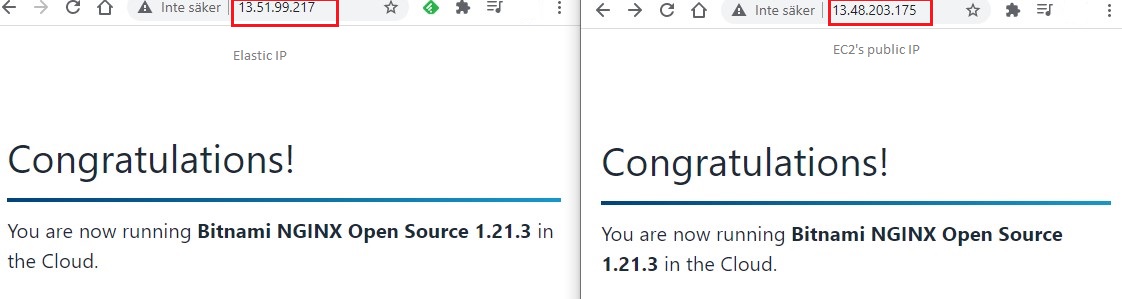 Inte säker 13.51.99.217
Elastic IP
Congratulations!
You are now running Bitnami NGINX Open Source 1.21.3 in
the Cloud.
Inte säker 13.48.203.175
EC2's public IP
Congratulations!
You are now running Bitnami NGINX Open Source
1.21.3 in the Cloud.